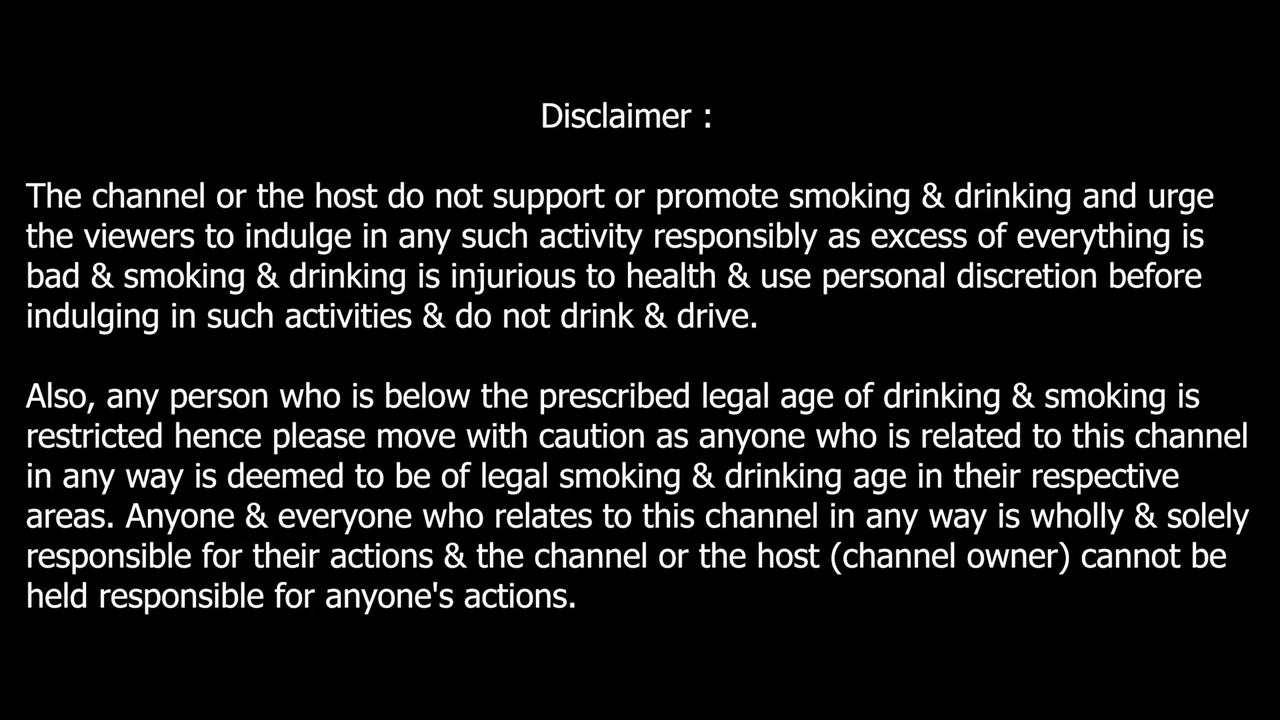 Disclaimer :
The channel or the host do not support or promote smoking & drinking and urge
the viewers to indulge in any such activity responsibly as excess of everything is
bad & smoking & drinking is injurious to health & use personal discretion before
indulging in such activities & do not drink & drive.
Also, any person who is below the prescribed legal age of drinking & smoking is
restricted hence please move with caution as anyone who is related to this channel
in any way is deemed to be of legal smoking & drinking age in their respective
areas. Anyone & everyone who relates to this channel in any way is wholly & solely
responsible for their actions & the channel or the host (channel owner) cannot be
held responsible for anyone's actions.